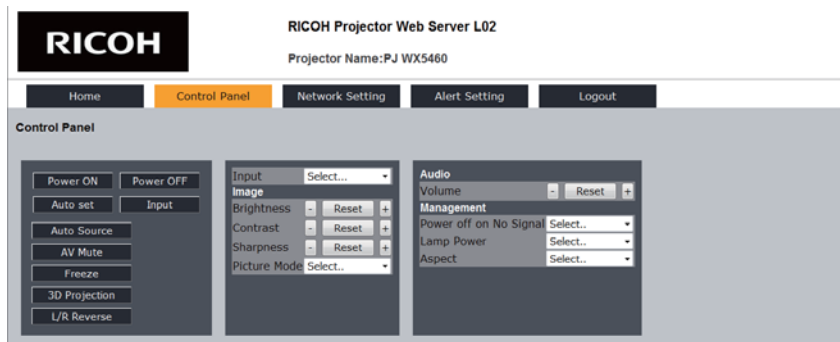 RICOH
RICOH Projector Web Server L02
Projector Name:PJ WX5460
Home Control Panel Network Setting Alert Setting Logout
Control Panel
Power ON Power OFF
Auto set Input
Auto Source
AV Mute
Freeze
3D Projection
L/R Reverse
Input Select...
Image
Brightness - Reset +
Contrast - Reset +
Sharpness - Reset +
Picture Mode Select..
Audio
Volume - Reset +
Management
Power off on No Signal Select..
Lamp Power Select..
Aspect Select..